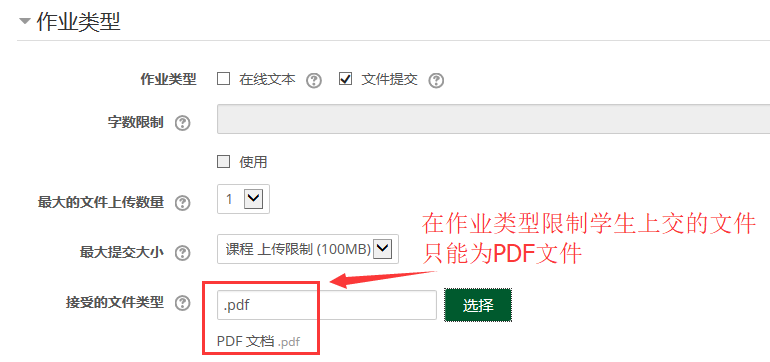 作业类型
作业类型 在线文本 文件提交
字数限制
使用
最大的文件上传数量 1
在作业类型限制学生上交的文件
只能为PDF文件
最大提交大小 课程 上传限制 (100MB)
接受的文件类型 .pdf 选择
PDF 文档 .pdf